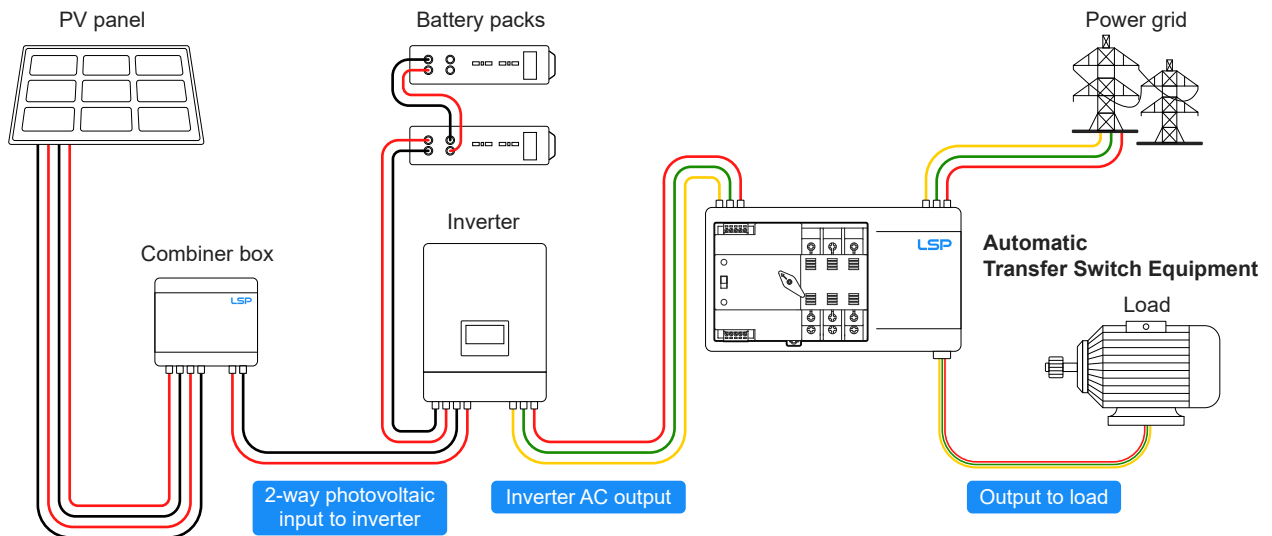 PV panel
Battery packs
Power grid
Combiner box
LSP
Inverter
LSP
Automatic
Transfer Switch Equipment
Load
2-way photovoltaic
input to inverter
Inverter AC output
Output to load